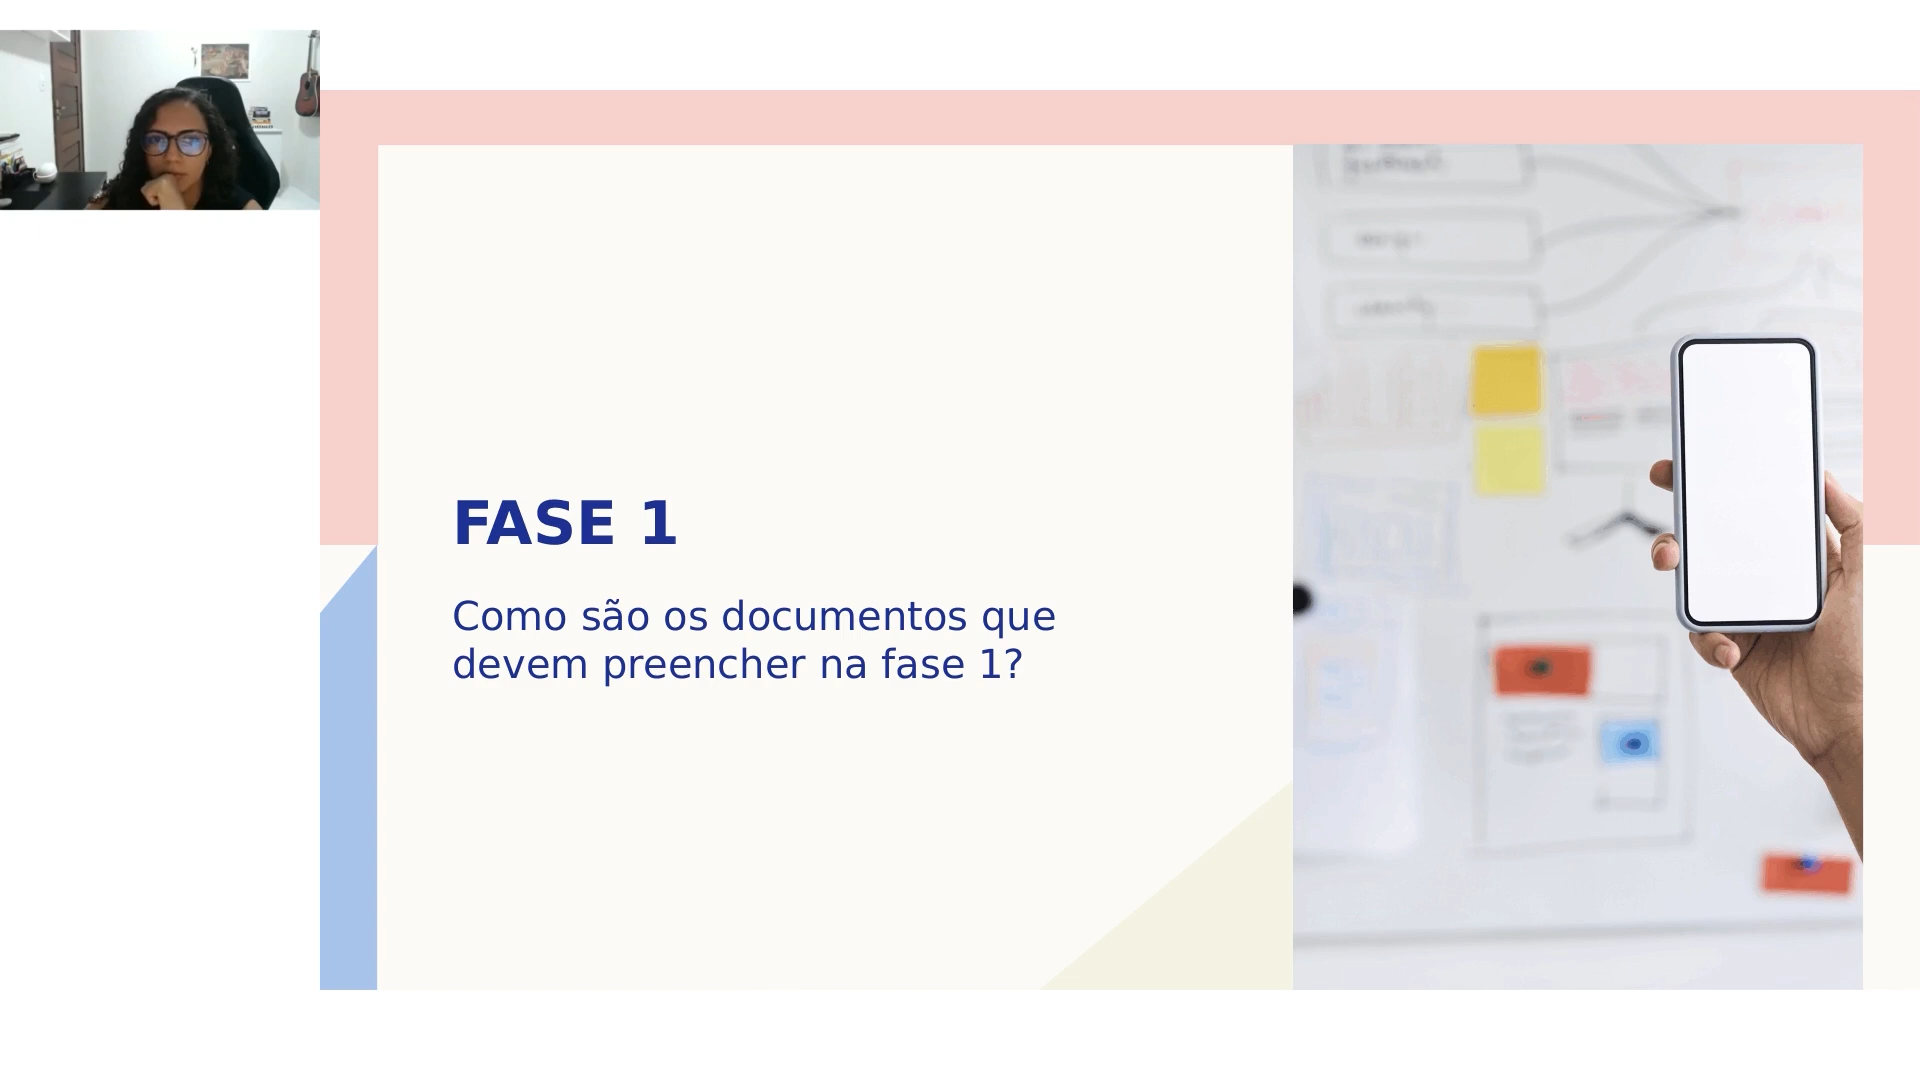 FASE 1
Como são os documentos que
devem preencher na fase 1?